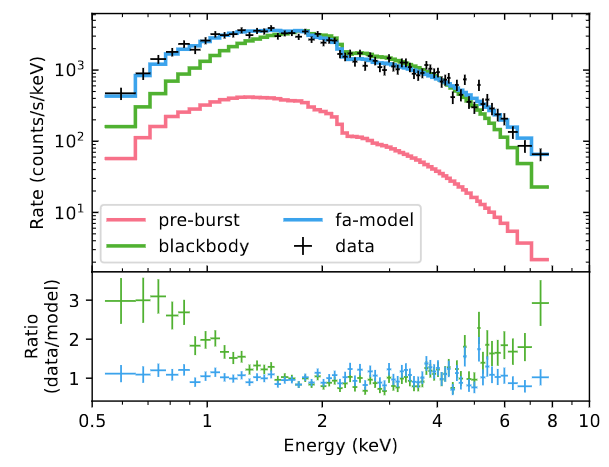 Rate (counts/s/keV)
10³
10²
10¹
pre-burst
blackbody
fa-model
data
Ratio
(data/model)
3
2
1
0.5 1 2 4 6 8 10
Energy (keV)